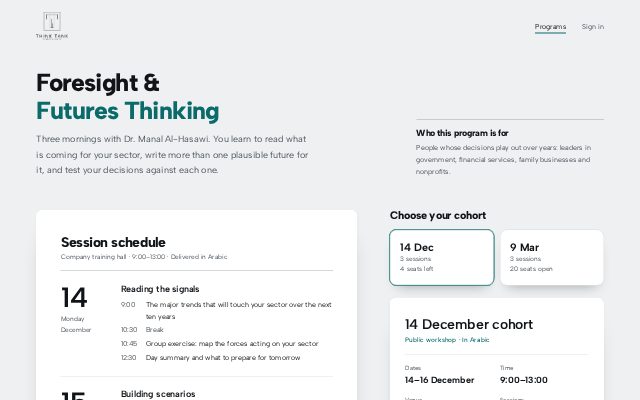 THINK TANK
Programs
Sign in
Foresight &
Futures Thinking
Three mornings with Dr. Manal Al-Hasawi. You learn to read what
is coming for your sector, write more than one plausible future for
it, and test your decisions against each one.
Who this program is for
People whose decisions play out over years: leaders in
government, financial services, family businesses and
nonprofits.
Session schedule
Company training hall · 9:00–13:00 · Delivered in Arabic
14
Monday
December
Reading the signals
9:00 The major trends that will touch your sector over the next
ten years
10:30 Break
10:45 Group exercise: map the forces acting on your sector
12:30 Day summary and what to prepare for tomorrow
15
Building scenarios
Choose your cohort
14 Dec
3 sessions
4 seats left
9 Mar
3 sessions
20 seats open
14 December cohort
Public workshop · In Arabic
Dates
14–16 December
Time
9:00–13:00